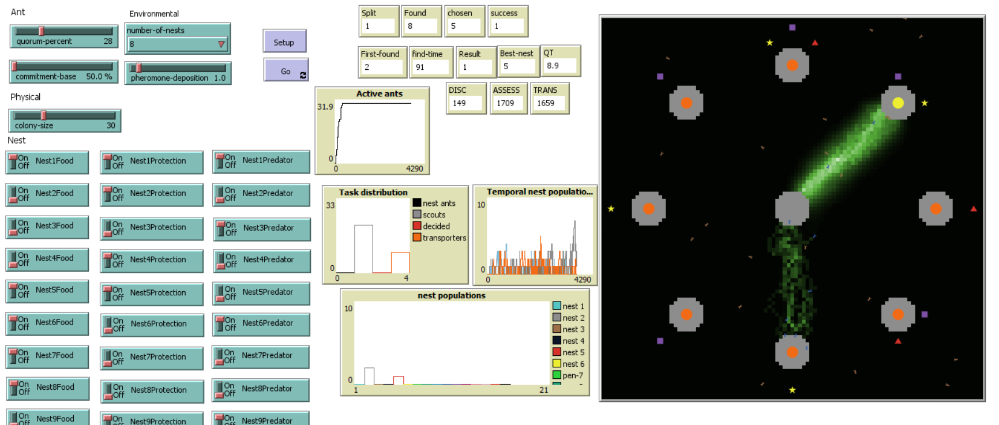 Ant
Environmental
quorum-percent 28
number-of-nests
8
commitment-base 50.0 %
pheromone-deposition 1.0
Setup
Go
Physical
colony-size 30
Nest
On
Off
Nest1Food
On
Off
Nest1Protection
On
Off
Nest1Predator
On
Off
Nest2Food
On
Off
Nest2Protection
On
Off
Nest2Predator
On
Off
Nest3Food
On
Off
Nest3Protection
On
Off
Nest3Predator
On
Off
Nest4Food
On
Off
Nest4Protection
On
Off
Nest4Predator
On
Off
Nest5Food
On
Off
Nest5Protection
On
Off
Nest5Predator
On
Off
Nest6Food
On
Off
Nest6Protection
On
Off
Nest6Predator
On
Off
Nest7Food
On
Off
Nest7Protection
On
Off
Nest7Predator
On
Off
Nest8Food
On
Off
Nest8Protection
On
Off
Nest8Predator
On
Off
Nest9Food
On
Off
Nest9Protection
On
Off
Nest9Predator
Split
1
Found
8
chosen
5
success
1
First-found
2
find-time
91
Result
1
Best-nest
5
QT
8.9
DISC
149
ASSESS
1709
TRANS
1659
Active ants
31.9
0
0 4290
Task distribution
33
0
0 4
nest ants
scouts
decided
transporters
Temporal nest populatio...
10
0
0 4290
nest populations
10
0
1 21
nest 1
nest 2
nest 3
nest 4
nest 5
nest 6
pen-7